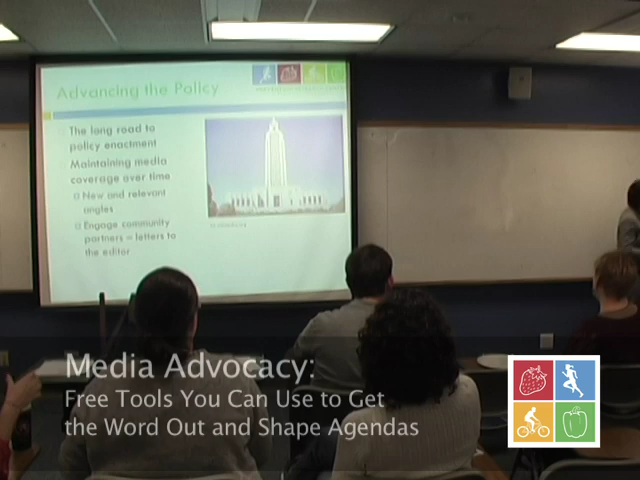 Advancing the Policy
The long road to
policy enactment
Maintaining media
coverage over time
New and relevant
angles
Engage community
partners = letters to
the editor
Media Advocacy:
Free Tools You Can Use to Get
the Word Out and Shape Agendas